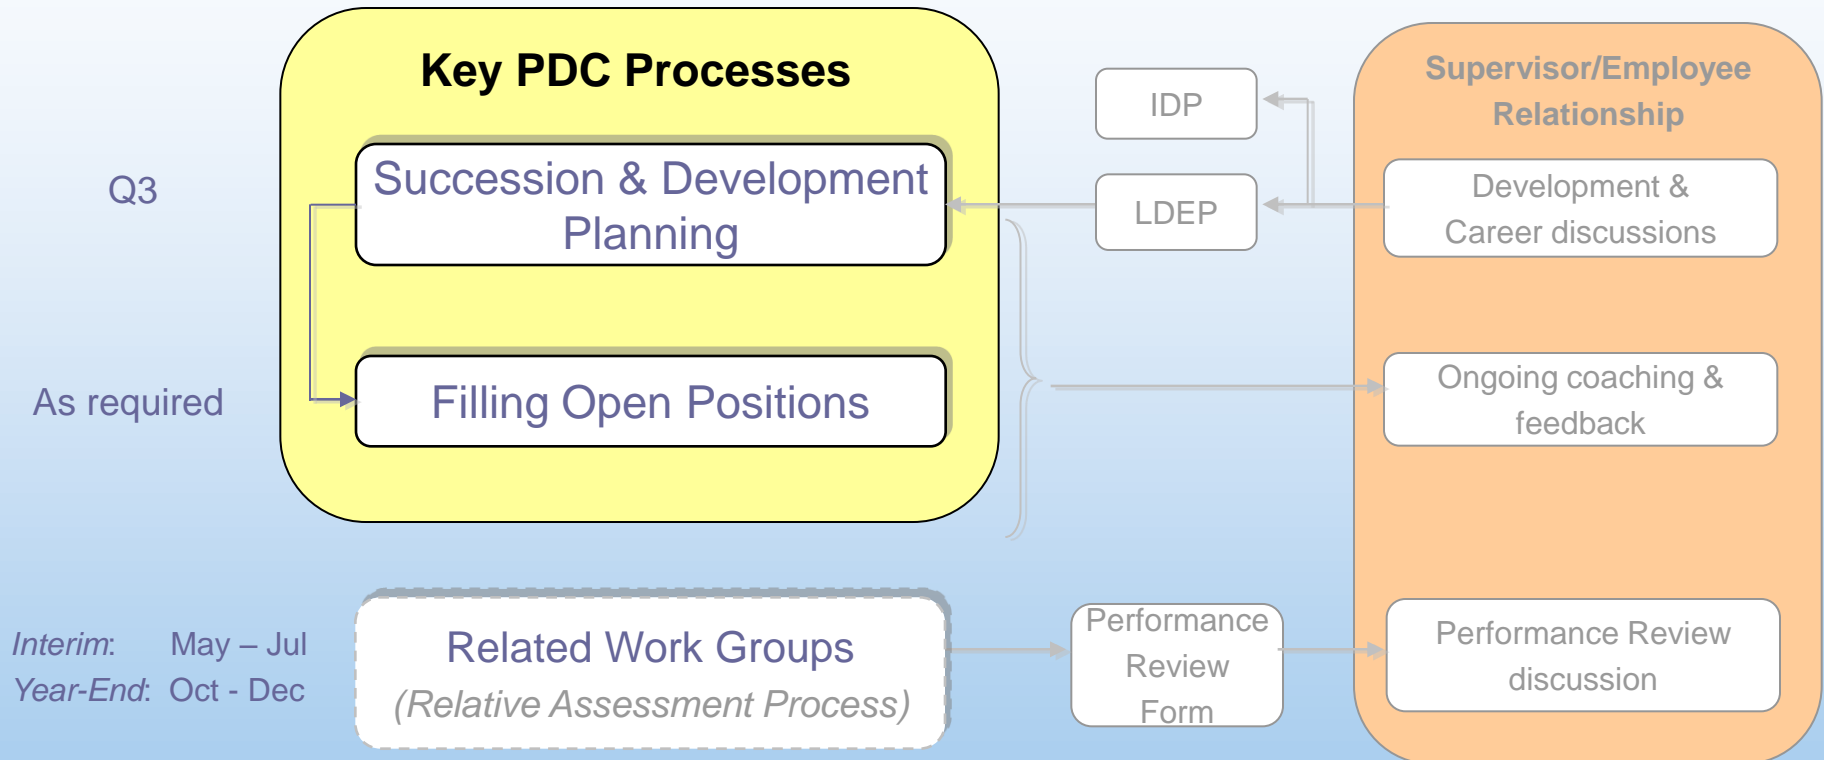 Key PDC Processes
Q3
Succession & Development
Planning
As required
Filling Open Positions
Interim: May – Jul
Year-End: Oct - Dec
Related Work Groups
(Relative Assessment Process)
IDP
LDEP
Performance
Review
Form
Supervisor/Employee
Relationship
Development &
Career discussions
Ongoing coaching &
feedback
Performance Review
discussion